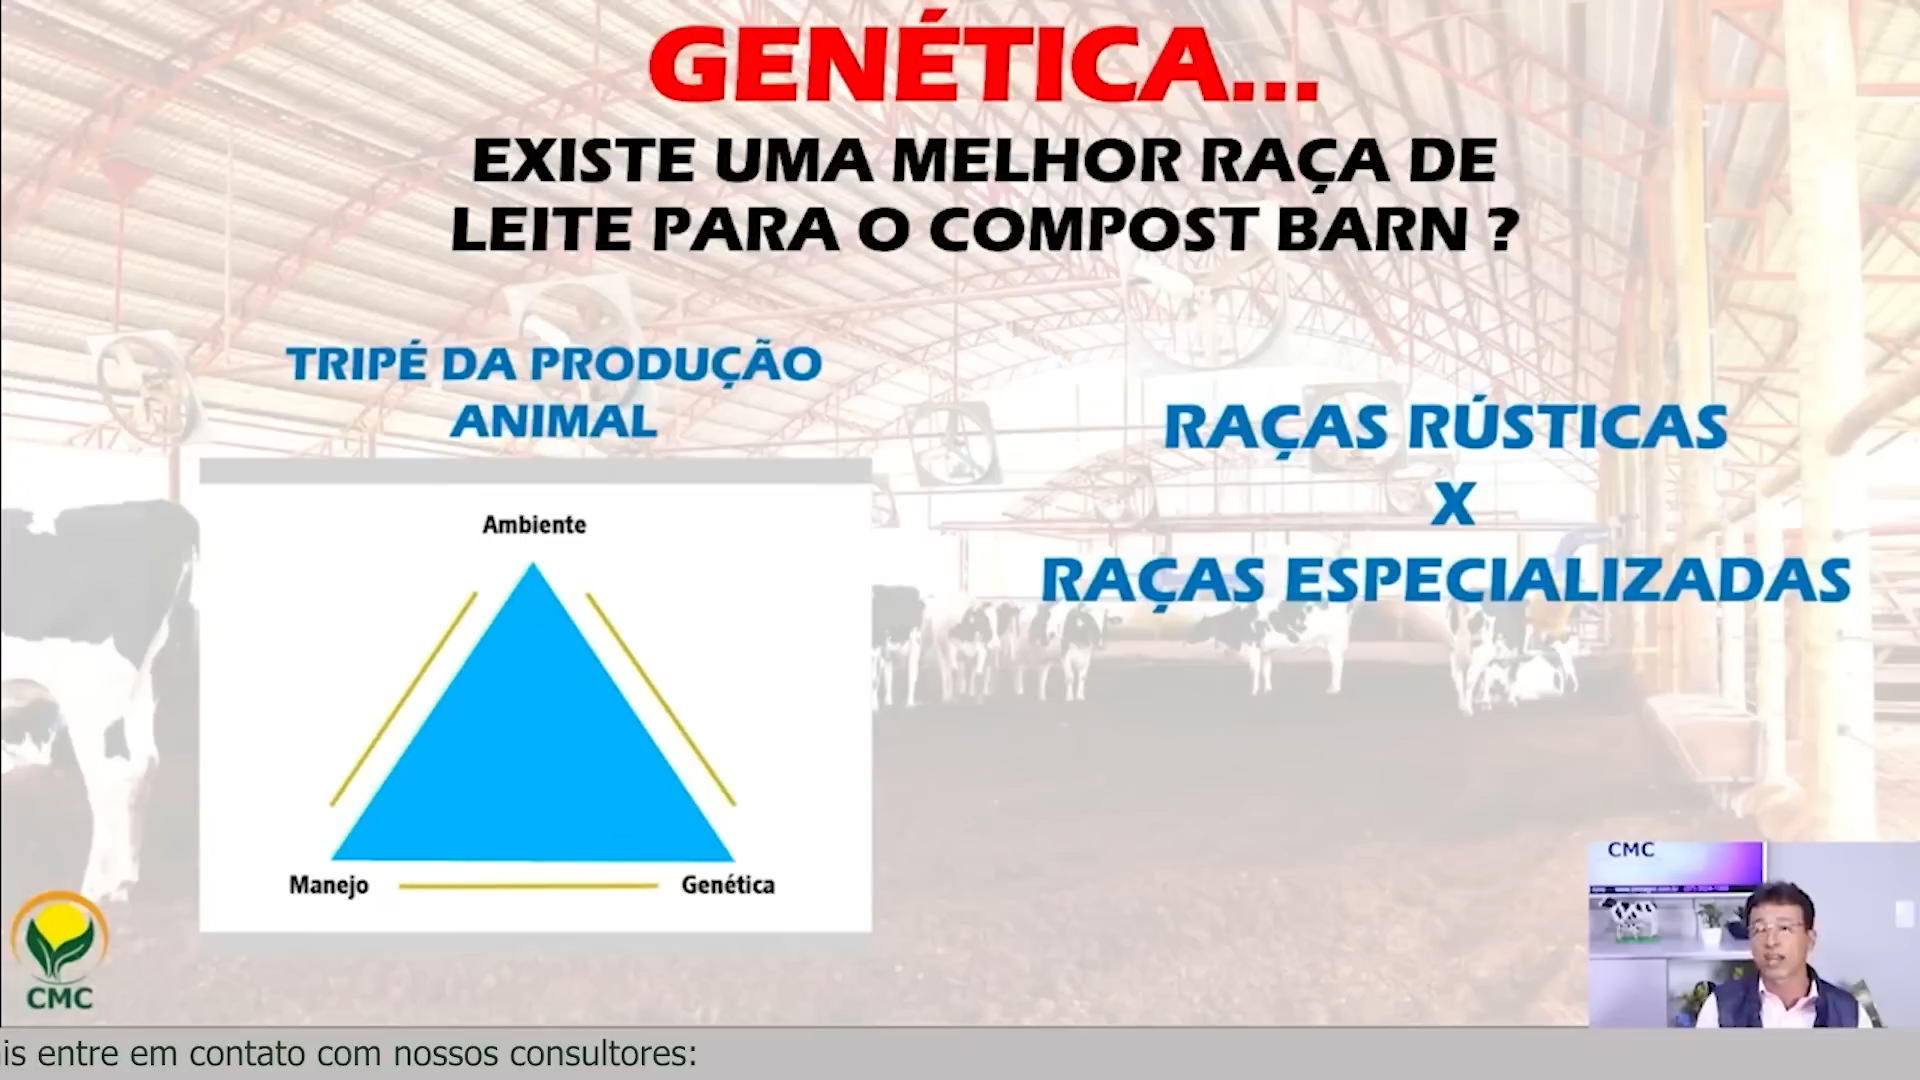 GENÉTICA...
EXISTE UMA MELHOR RAÇA DE
LEITE PARA O COMPOST BARN ?
TRIPÉ DA PRODUÇÃO
ANIMAL
RAÇAS RÚSTICAS
X
RAÇAS ESPECIALIZADAS
Ambiente
Manejo
Genética
CMC
CMC
is entre em contato com nossos consultores: